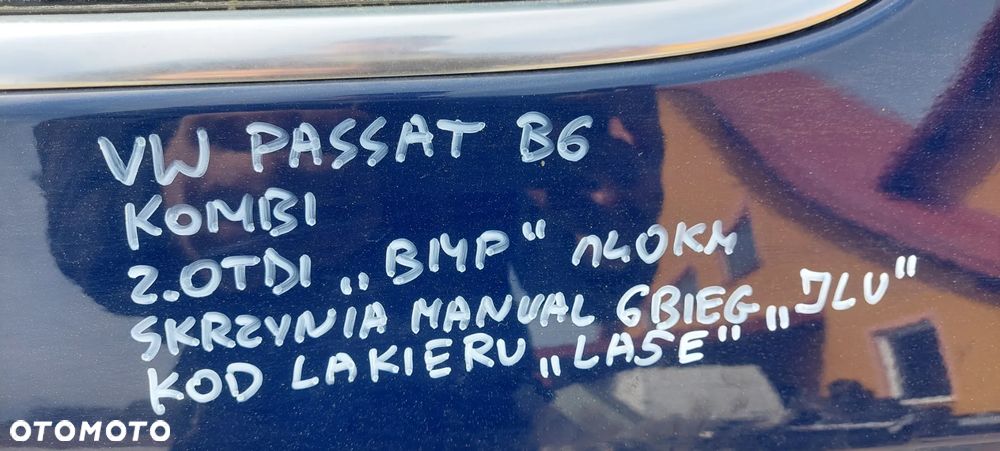 VW PASSAT B6
KOMBI
2.0TDI „BMP" 140KM
SKRZYNIA MANUAL 6BIEG „JLU"
KOD LAKIERU „LA5E"
OTOMOTO